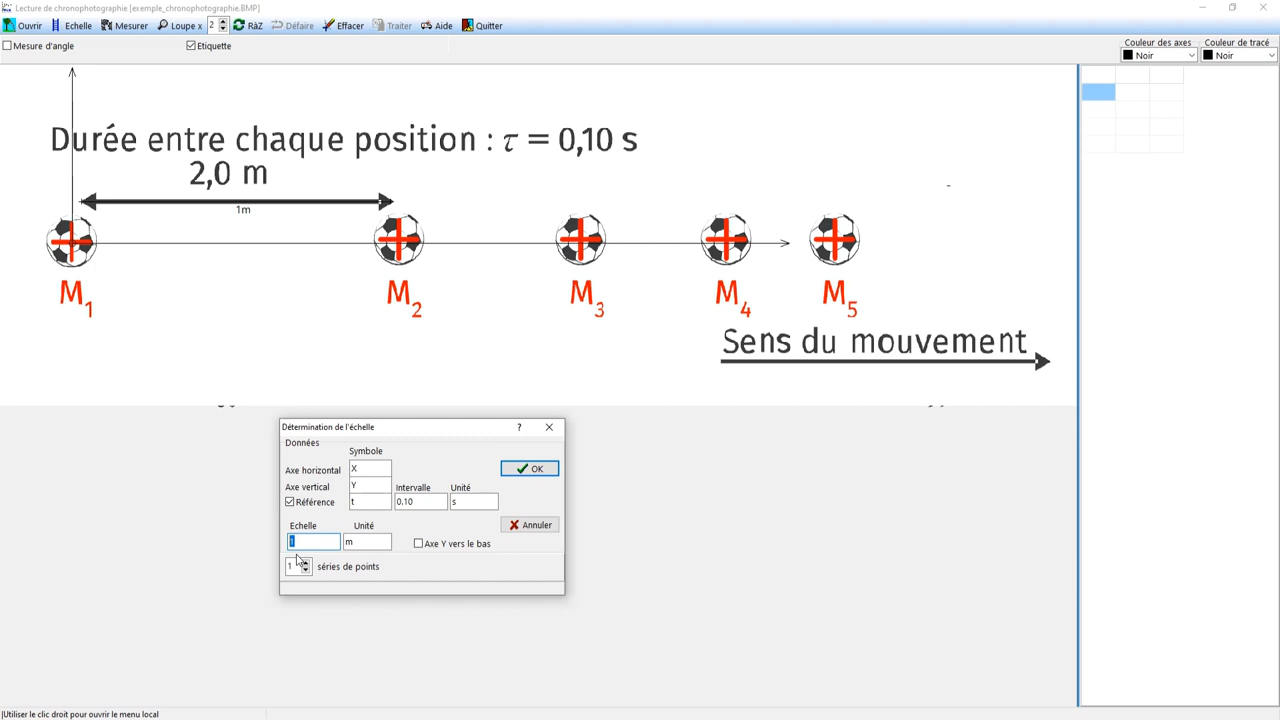 Lecture de chronophotographie [exemple_chronophotographie.BMP]
Ouvrir Echelle Mesurer Loupe x 2 RàZ Défaire Effacer Traiter Aide Quitter
Mesure d'angle Etiquette
Couleur des axes Couleur de tracé
Noir Noir
Durée entre chaque position : τ = 0,10 s
2,0 m
1m
M1 M2 M3 M4 M5
Sens du mouvement
Détermination de l'échelle ?
Données
Symbole
Axe horizontal X OK
Axe vertical Y Intervalle Unité
Référence t 0.10 s
Echelle Unité Annuler
1 m Axe Y vers le bas
1 séries de points
Utiliser le clic droit pour ouvrir le menu local